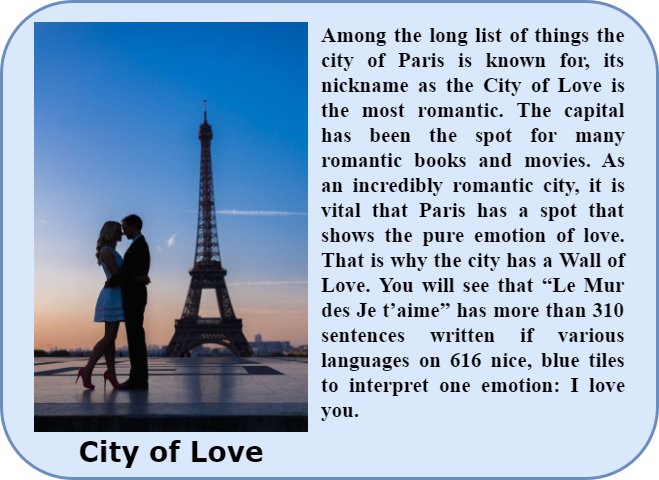 Among the long list of things the
city of Paris is known for, its
nickname as the City of Love is
the most romantic. The capital
has been the spot for many
romantic books and movies. As
an incredibly romantic city, it is
vital that Paris has a spot that
shows the pure emotion of love.
That is why the city has a Wall of
Love. You will see that “Le Mur
des Je t’aime” has more than 310
sentences written if various
languages on 616 nice, blue tiles
to interpret one emotion: I love
you.
City of Love